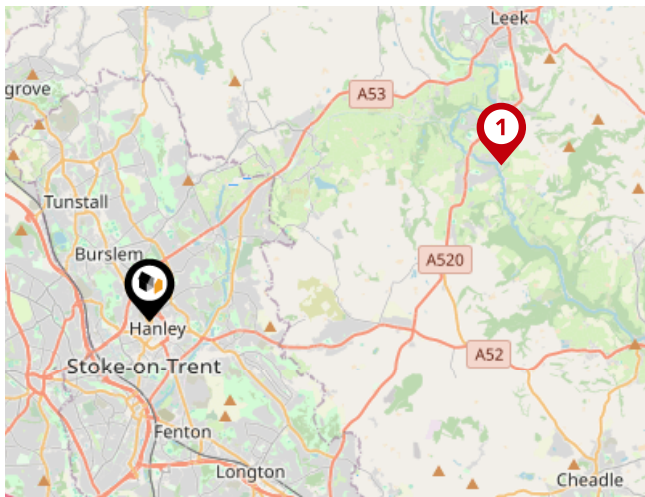 Leek
grove
A53
1
Tunstall
Burslem
A520
Hanley
A52
Stoke-on-Trent
Fenton
Longton
Cheadle